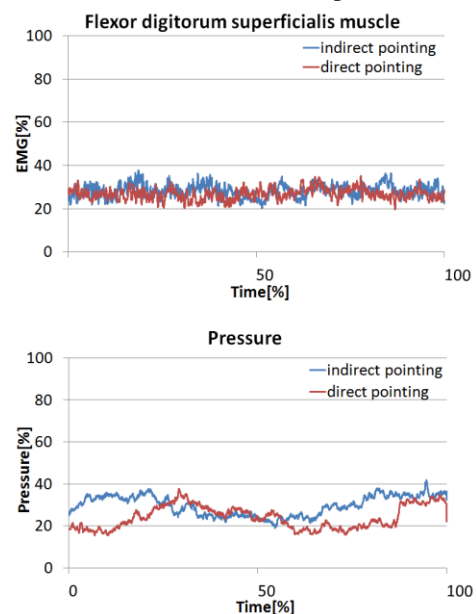 Flexor digitorum superficialis muscle
100
indirect pointing
direct pointing
80
60
EMG[%]
40
20
0
50
100
Time[%]
Pressure
100
indirect pointing
direct pointing
80
60
Pressure[%]
40
20
0
0
50
100
Time[%]